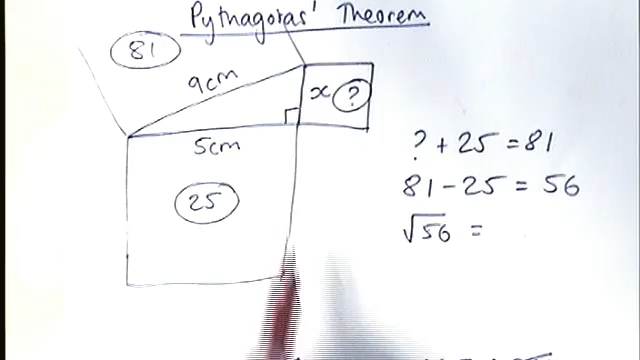 Pythagoras' Theorem
81
9cm
x ?
5cm
25
? + 25 = 81
81 - 25 = 56
√56 =